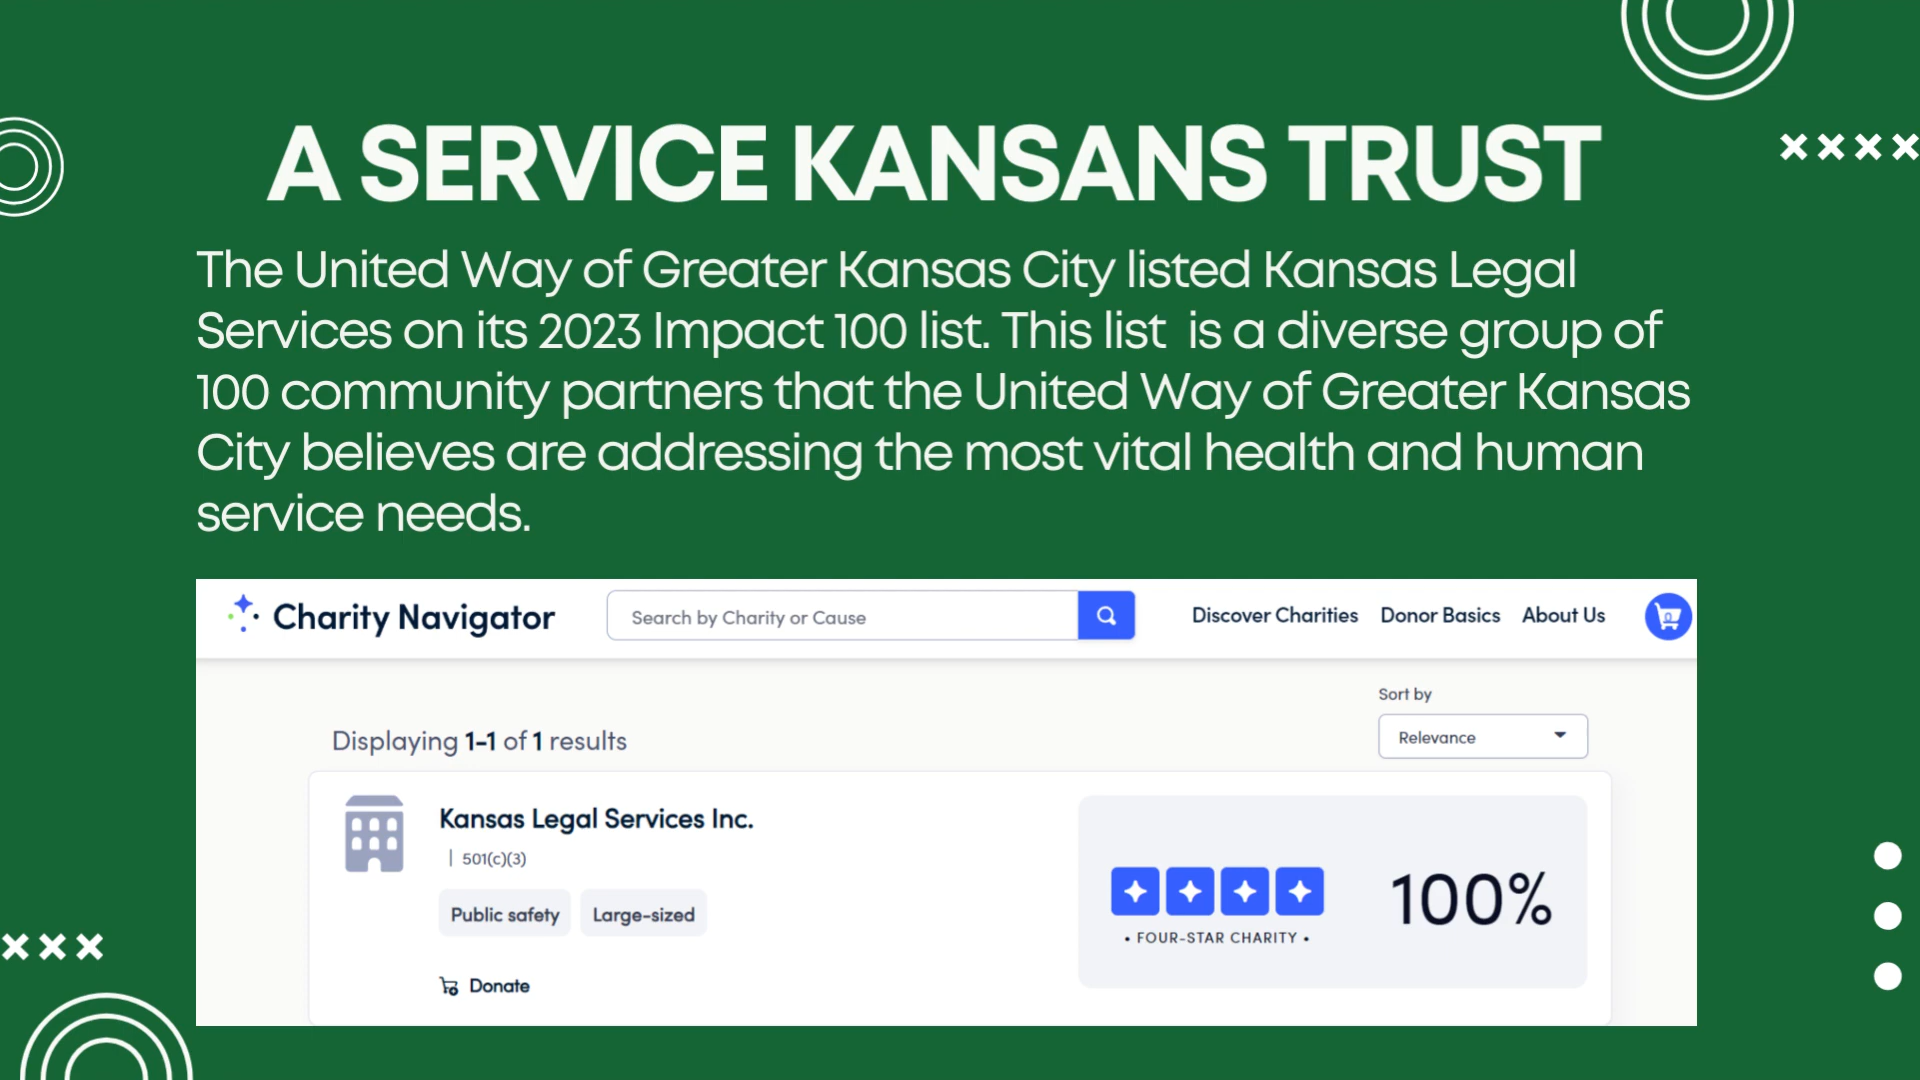 A SERVICE KANSANS TRUST
The United Way of Greater Kansas City listed Kansas Legal
Services on its 2023 Impact 100 list. This list  is a diverse group of
100 community partners that the United Way of Greater Kansas
City believes are addressing the most vital health and human
service needs.
Charity Navigator
Search by Charity or Cause
Discover Charities
Donor Basics
About Us
0
Sort by
Relevance
Displaying 1-1 of 1 results
Kansas Legal Services Inc.
| 501(c)(3)
Public safety
Large-sized
Donate
• FOUR-STAR CHARITY •
100%